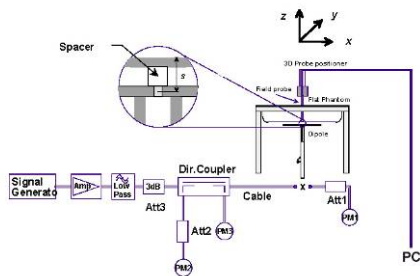 z
y
x
3D Probe positioner
Spacer
s
Field probe
Flat Phantom
Dipole
Signal
Generato
Amp
Low
Pass
3dB
Att3
Dir.Coupler
Cable
x
Att1
PM1
Att2
PM3
PM2
PC